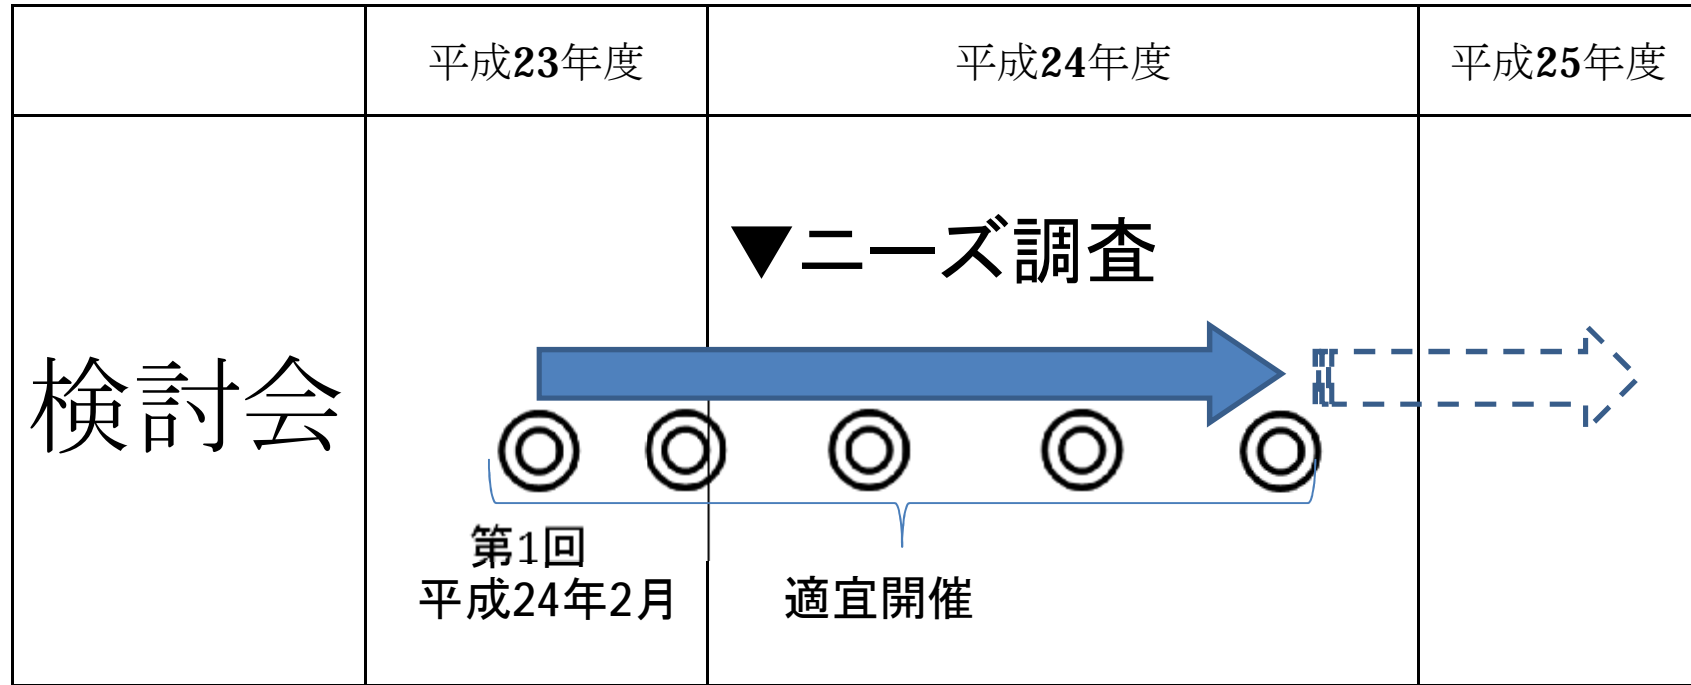 平成23年度
平成24年度
平成25年度
検討会
▼ニーズ調査
第1回
平成24年2月
適宜開催